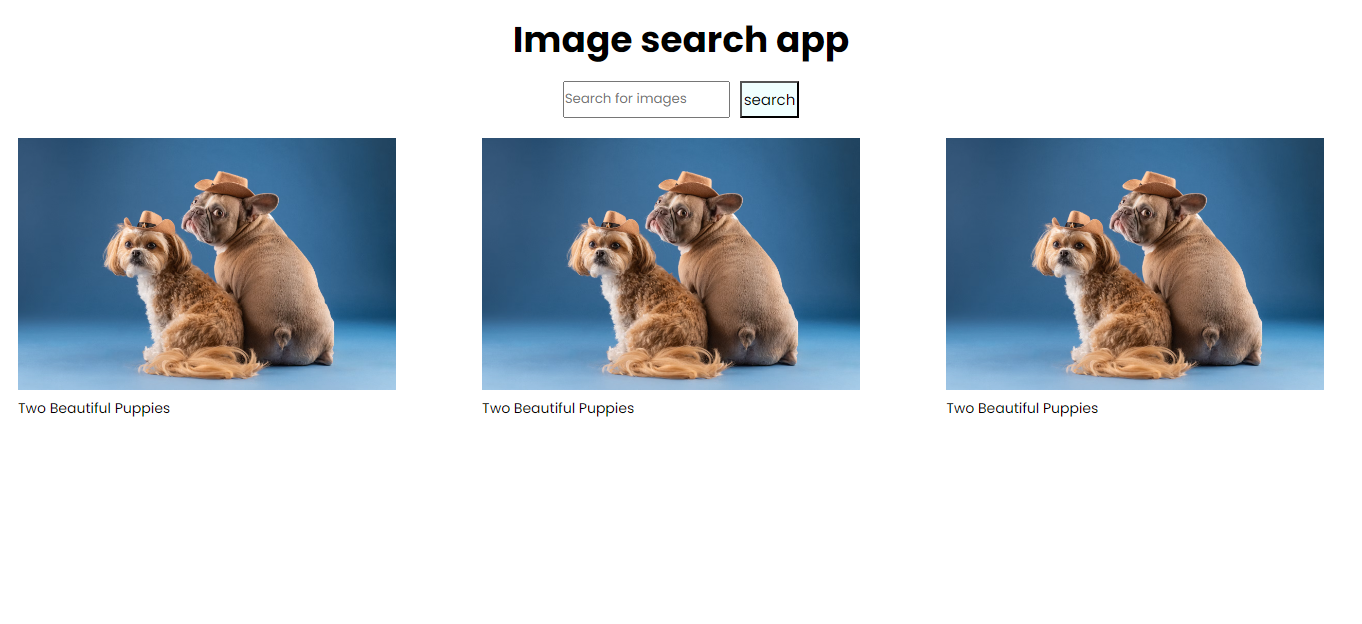 Image search app
Search for images
search
Two Beautiful Puppies
Two Beautiful Puppies
Two Beautiful Puppies